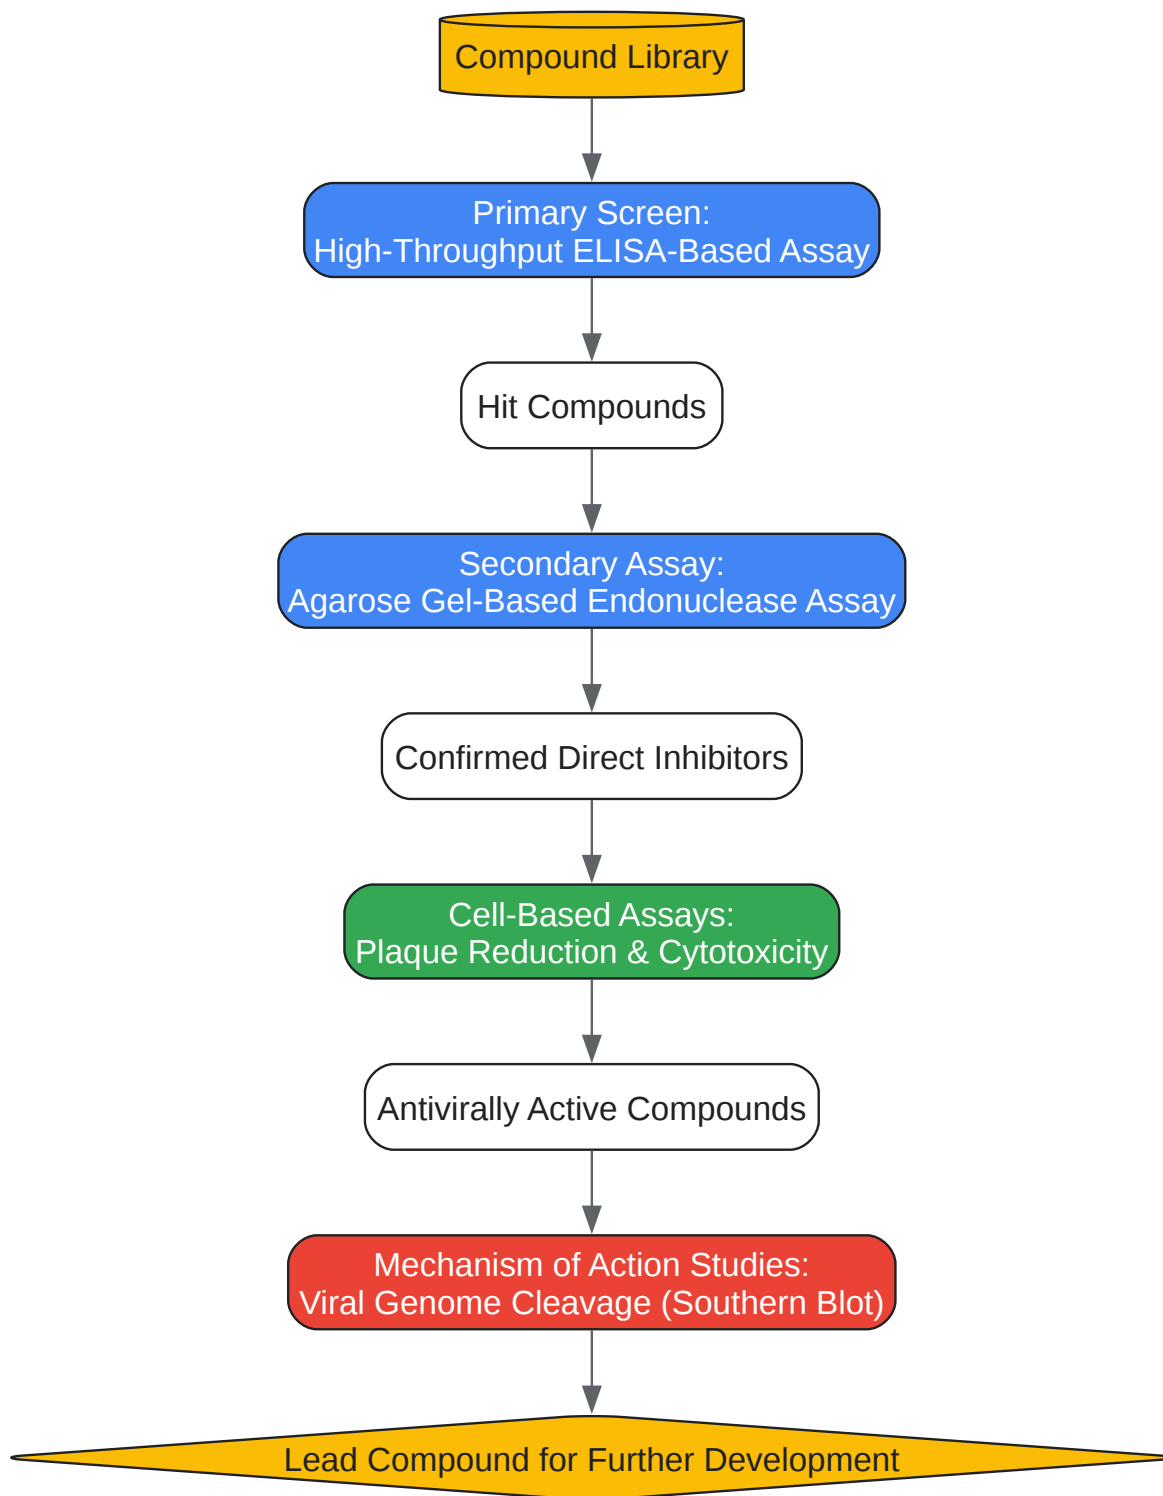 Compound Library
Primary Screen:
High-Throughput ELISA-Based Assay
Hit Compounds
Secondary Assay:
Agarose Gel-Based Endonuclease Assay
Confirmed Direct Inhibitors
Cell-Based Assays:
Plaque Reduction & Cytotoxicity
Antivirally Active Compounds
Mechanism of Action Studies:
Viral Genome Cleavage (Southern Blot)
Lead Compound for Further Development